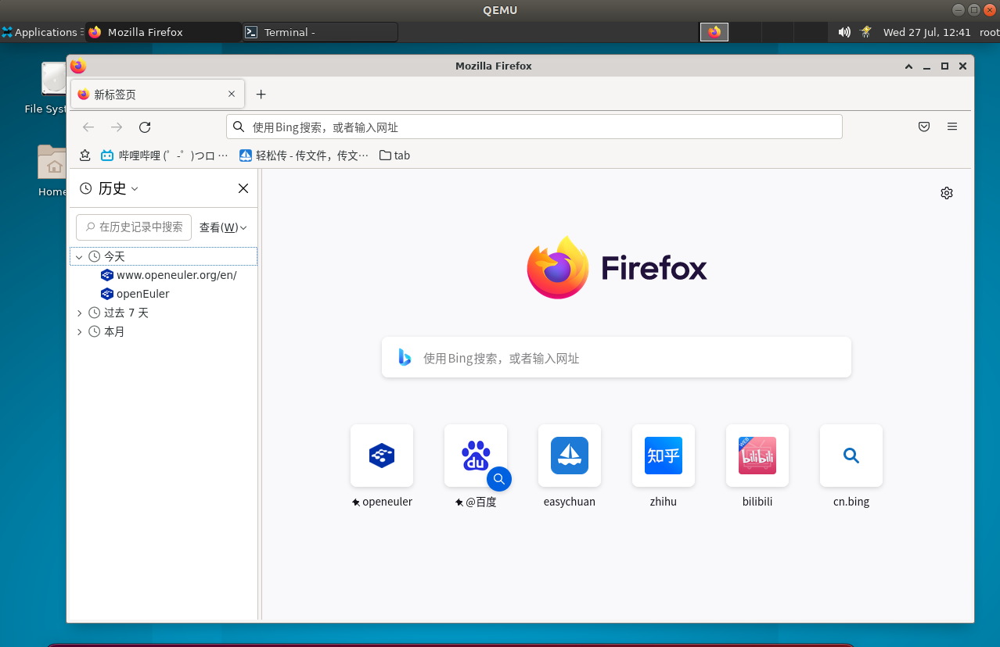 QEMU
Applications Mozilla Firefox Terminal - Wed 27 Jul, 12:41 root
Mozilla Firefox
新标签页
使用Bing搜索，或者输入网址
哔哩哔哩 (゜-゜)つロ … 轻松传 - 传文件，传文… tab
File Syst
Home
历史
在历史记录中搜索 查看(W)
今天
www.openeuler.org/en/
openEuler
过去 7 天
本月
Firefox
使用Bing搜索，或者输入网址
du 知乎 WEB bilibili
openeuler @百度 easychuan zhihu bilibili cn.bing